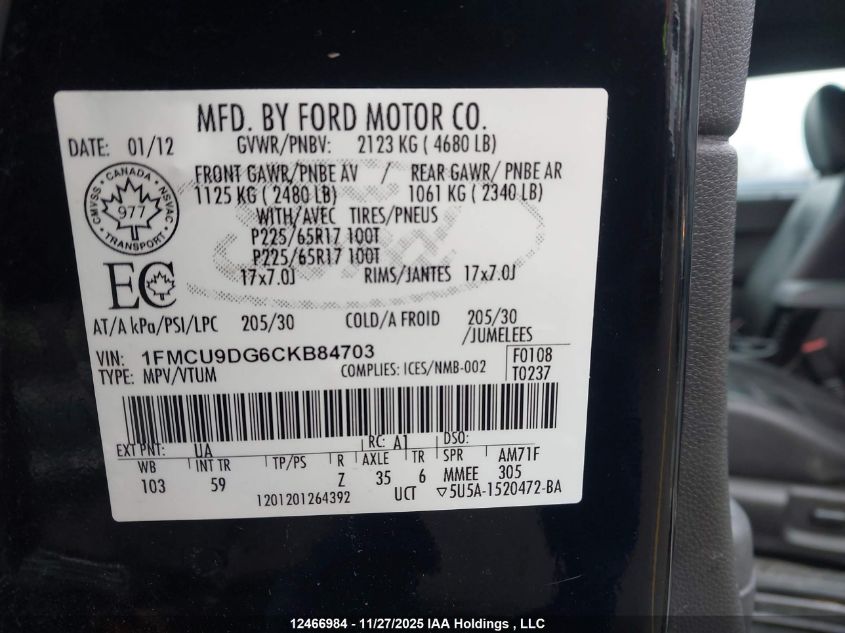 MFD. BY FORD MOTOR CO.
DATE: 01/12 GVWR/PNBV: 2123 KG ( 4680 LB)
FRONT GAWR/PNBE AV / REAR GAWR/ PNBE AR
1125 KG ( 2480 LB) 1061 KG ( 2340 LB)
WITH/AVEC TIRES/PNEUS
P225/65R17 100T
P225/65R17 100T
17x7.0J RIMS/JANTES 17x7.0J
CMVSS - CANADA - NSVAC
977
TRANSPORT
EC
AT/A kPa/PSI/LPC 205/30 COLD/A FROID 205/30
/JUMELEES
VIN: 1FMCU9DG6CKB84703 F0108
TYPE: MPV/VTUM COMPLIES: ICES/NMB-002 T0237
EXT PNT: UA RC: A1 DSO:
WB INT TR TP/PS R AXLE TR SPR AM71F
103 59 Z 35 6 MMEE 305
1201201264392 UCT ▽5U5A-1520472-BA
12466984 - 11/27/2025 IAA Holdings , LLC